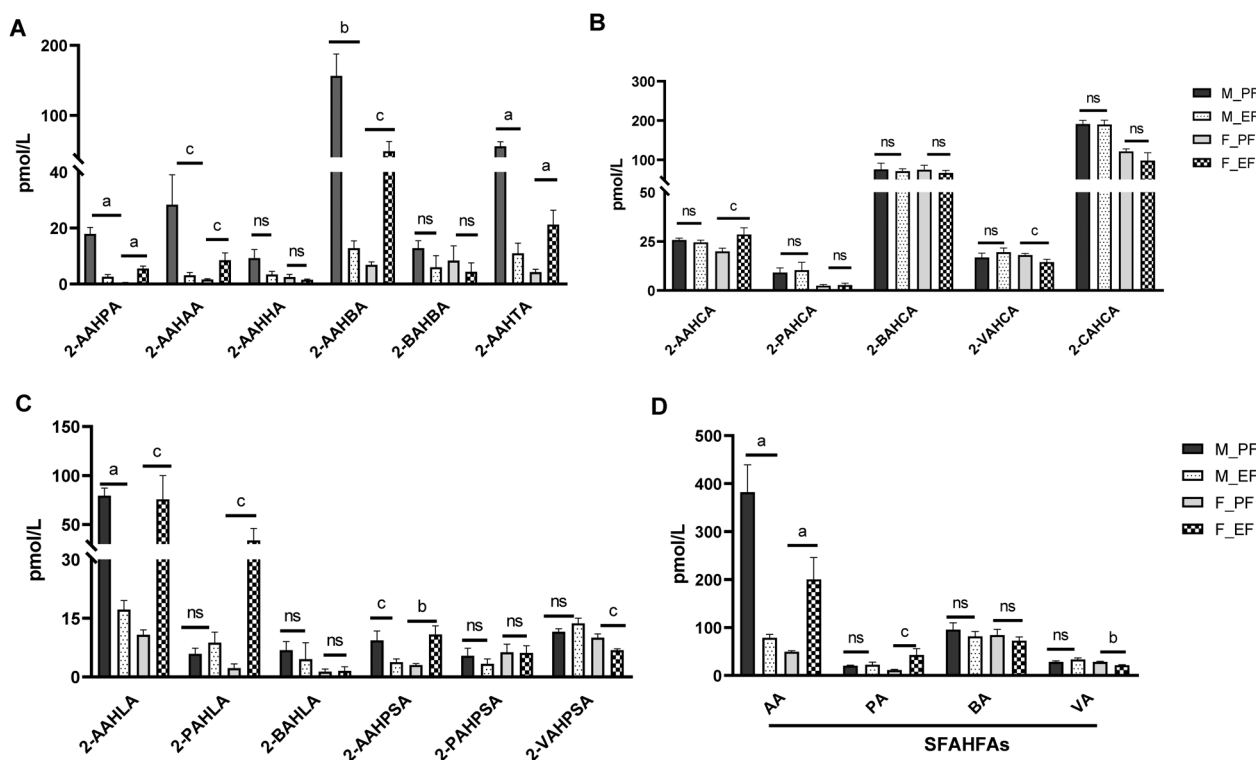 A
pmol/L
200
100
40
20
0
a
a
c
c
ns
ns
b
c
ns
ns
a
a
2-AAHPA
2-AAHAA
2-AAHHA
2-AAHBA
2-BAHBA
2-AAHTA
B
pmol/L
300
200
100
50
25
0
ns
c
ns
ns
ns
ns
ns
c
ns
ns
2-AAHCA
2-PAHCA
2-BAHCA
2-VAHCA
2-CAHCA
M_PF
M_EF
F_PF
F_EF
C
pmol/L
150
100
50
30
15
0
a
c
ns
c
ns
ns
c
b
ns
ns
ns
c
2-AAHLA
2-PAHLA
2-BAHLA
2-AAHPSA
2-PAHPSA
2-VAHPSA
D
pmol/L
500
400
300
200
100
0
a
a
ns
c
ns
ns
ns
b
AA
PA
BA
VA
SFAHFAs
M_PF
M_EF
F_PF
F_EF